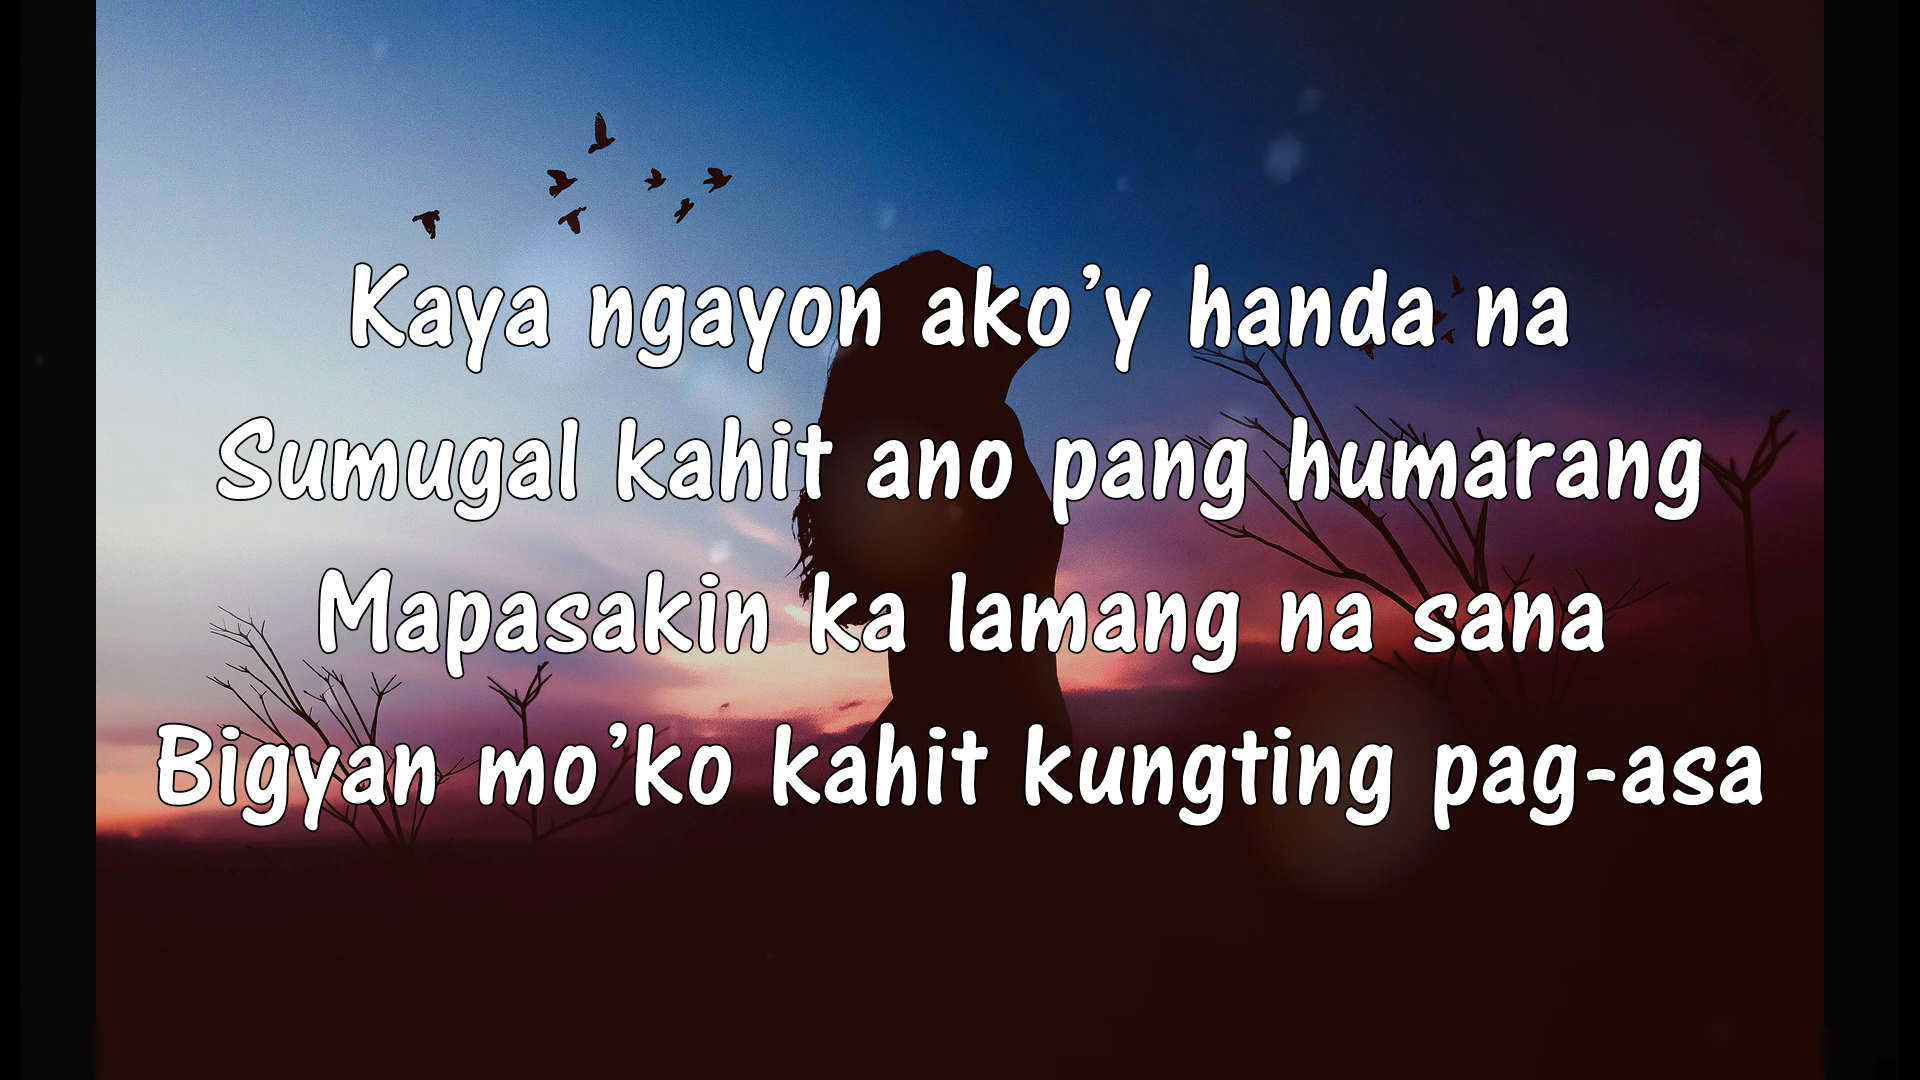 Kaya ngayon ako’y handa na
Sumugal kahit ano pang humarang
Mapasakin ka lamang na sana
Bigyan mo’ko kahit kungting pag-asa